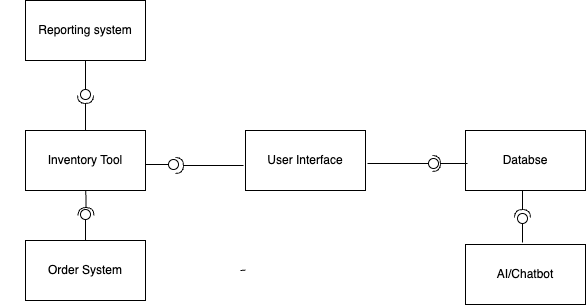 Reporting system
Inventory Tool
User Interface
Databse
Order System
AI/Chatbot